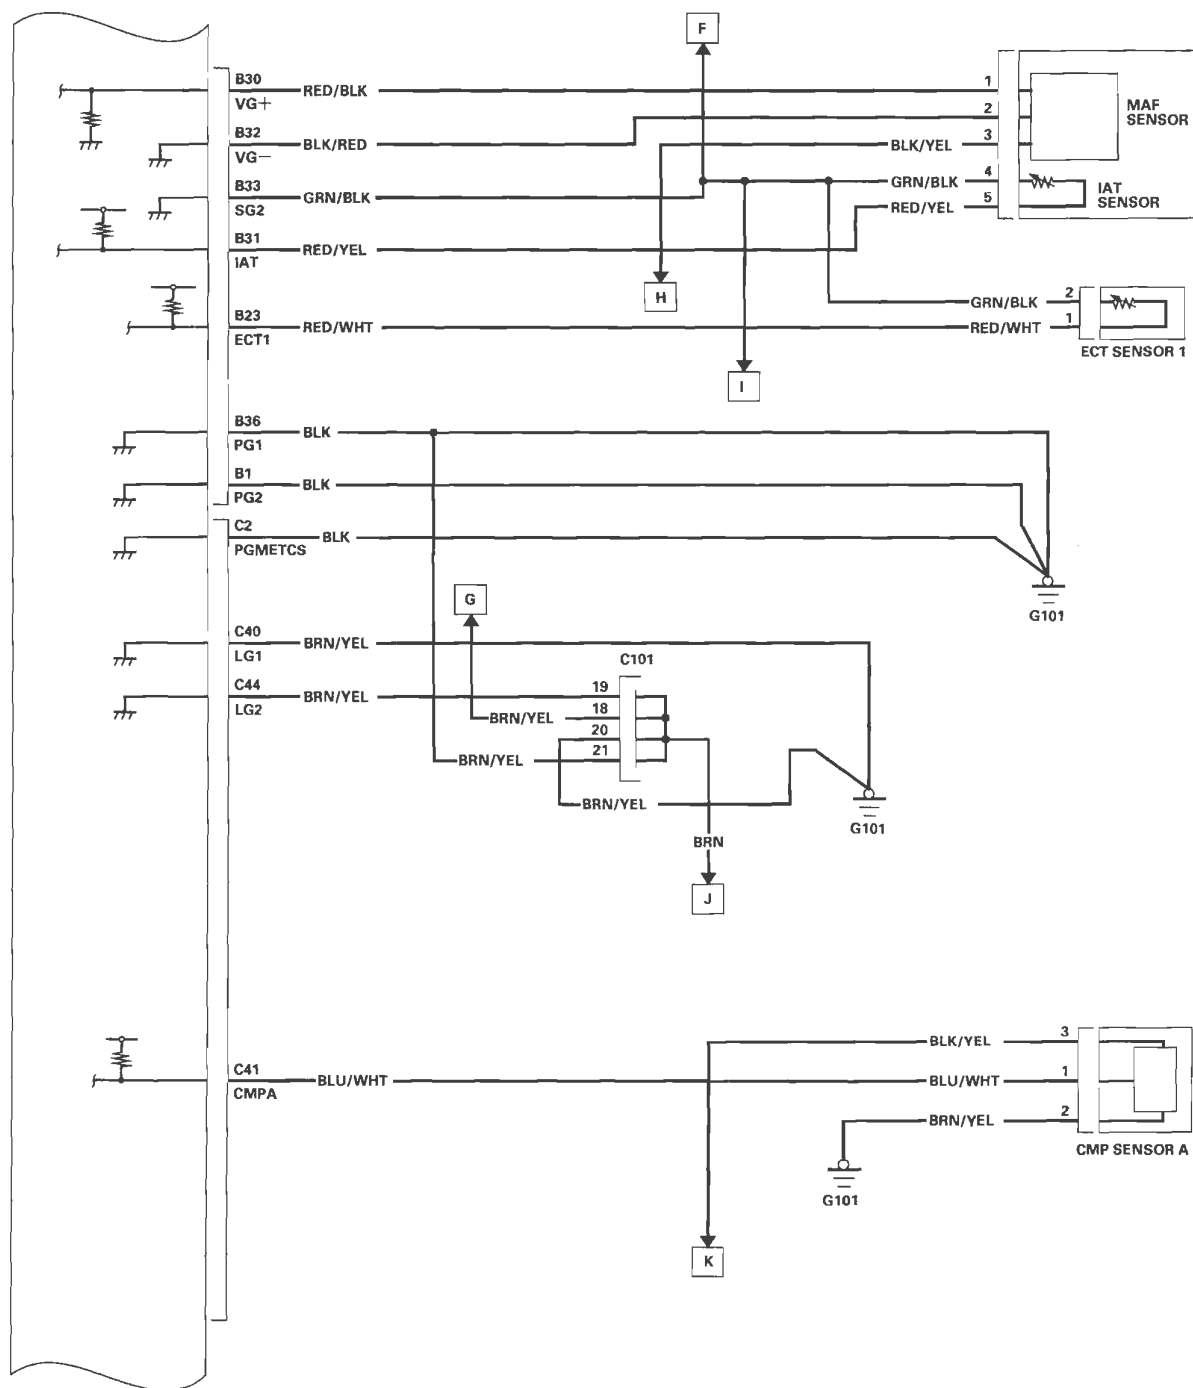 F
B30
VG+
RED/BLK
1
MAF
SENSOR
2
B32
VG−
BLK/RED
BLK/YEL
3
B33
SG2
GRN/BLK
GRN/BLK
4
IAT
SENSOR
RED/YEL
5
B31
IAT
RED/YEL
H
GRN/BLK
2
B23
ECT1
RED/WHT
RED/WHT
1
ECT SENSOR 1
I
B36
PG1
BLK
B1
PG2
BLK
C2
PGMETCS
BLK
G
G101
C40
LG1
BRN/YEL
C101
C44
LG2
BRN/YEL
19
BRN/YEL
18
20
BRN/YEL
21
BRN/YEL
G101
BRN
J
BLK/YEL
3
C41
CMPA
BLU/WHT
BLU/WHT
1
BRN/YEL
2
CMP SENSOR A
G101
K